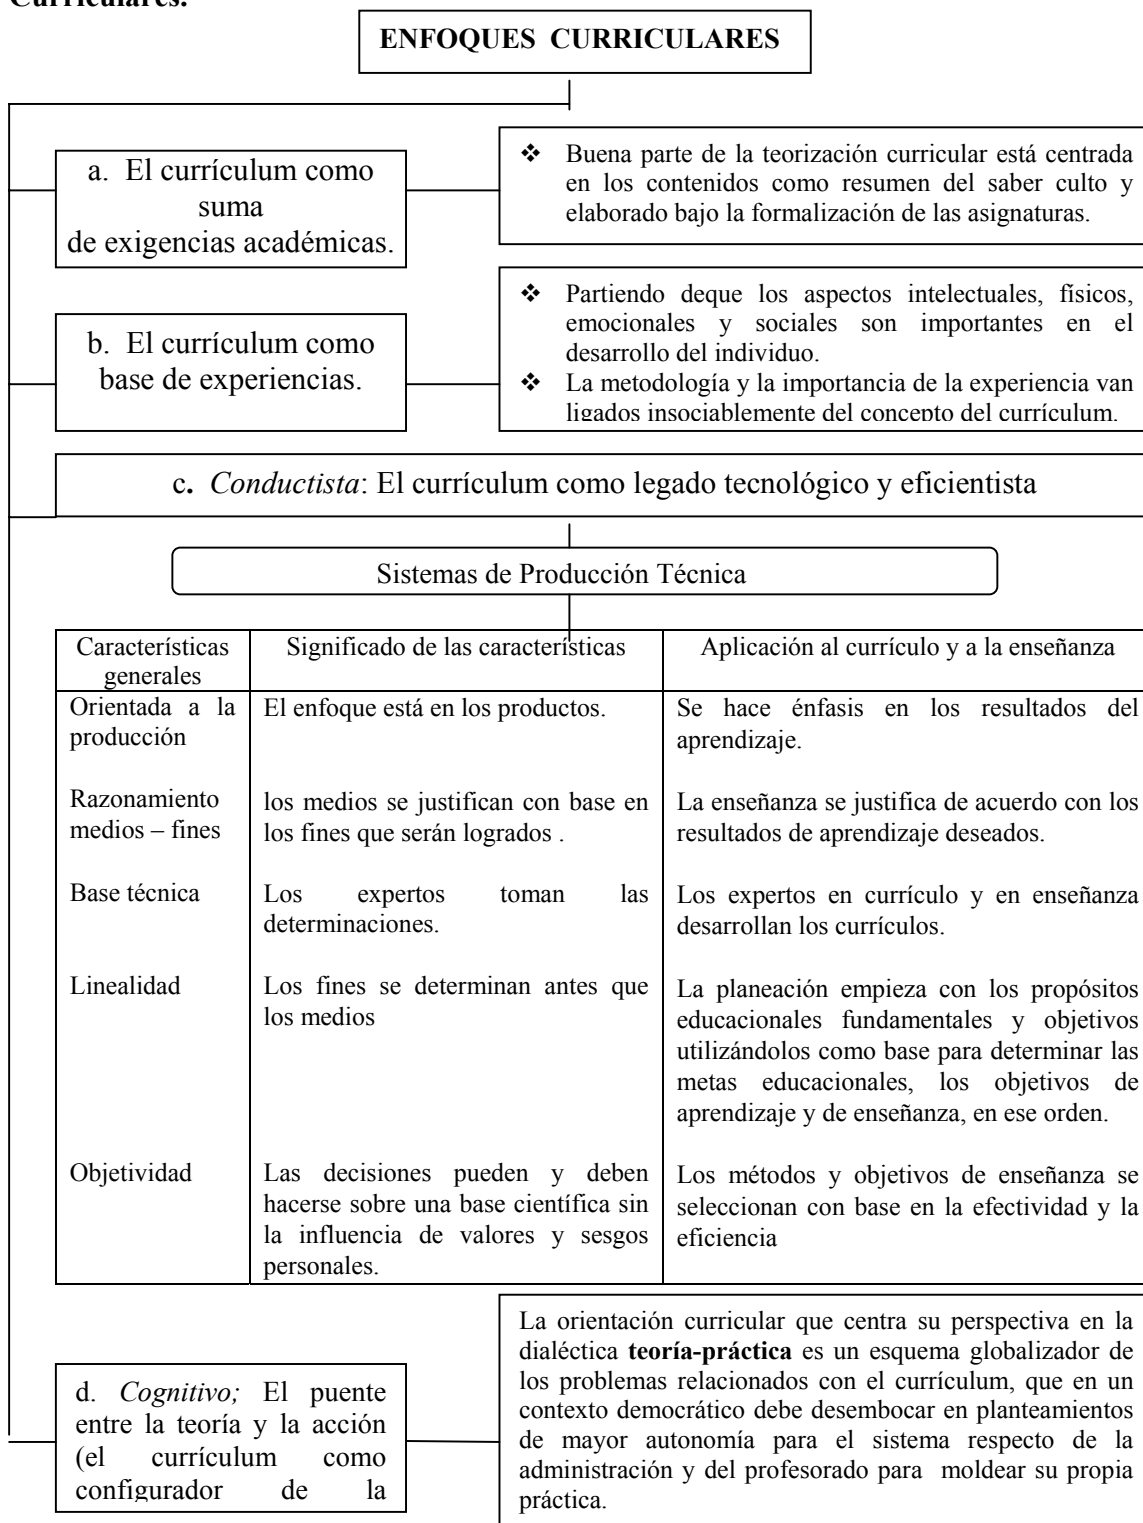 Curriculares.
ENFOQUES CURRICULARES
a. El currículum como
suma
de exigencias académicas.
❖ Buena parte de la teorización curricular está centrada
en los contenidos como resumen del saber culto y
elaborado bajo la formalización de las asignaturas.
b. El currículum como
base de experiencias.
❖ Partiendo deque los aspectos intelectuales, físicos,
emocionales y sociales son importantes en el
desarrollo del individuo.
❖ La metodología y la importancia de la experiencia van
ligados insociablemente del concepto del currículum.
c. Conductista: El currículum como legado tecnológico y eficientista
Sistemas de Producción Técnica
Características
generales
Significado de las características
Aplicación al currículo y a la enseñanza
Orientada a la
producción
El enfoque está en los productos.
Se hace énfasis en los resultados del
aprendizaje.
Razonamiento
medios – fines
los medios se justifican con base en
los fines que serán logrados .
La enseñanza se justifica de acuerdo con los
resultados de aprendizaje deseados.
Base técnica
Los expertos toman las
determinaciones.
Los expertos en currículo y en enseñanza
desarrollan los currículos.
Linealidad
Los fines se determinan antes que
los medios
La planeación empieza con los propósitos
educacionales fundamentales y objetivos
utilizándolos como base para determinar las
metas educacionales, los objetivos de
aprendizaje y de enseñanza, en ese orden.
Objetividad
Las decisiones pueden y deben
hacerse sobre una base científica sin
la influencia de valores y sesgos
personales.
Los métodos y objetivos de enseñanza se
seleccionan con base en la efectividad y la
eficiencia
d. Cognitivo; El puente
entre la teoría y la acción
(el currículum como
configurador de la
La orientación curricular que centra su perspectiva en la
dialéctica teoría-práctica es un esquema globalizador de
los problemas relacionados con el currículum, que en un
contexto democrático debe desembocar en planteamientos
de mayor autonomía para el sistema respecto de la
administración y del profesorado para moldear su propia
práctica.